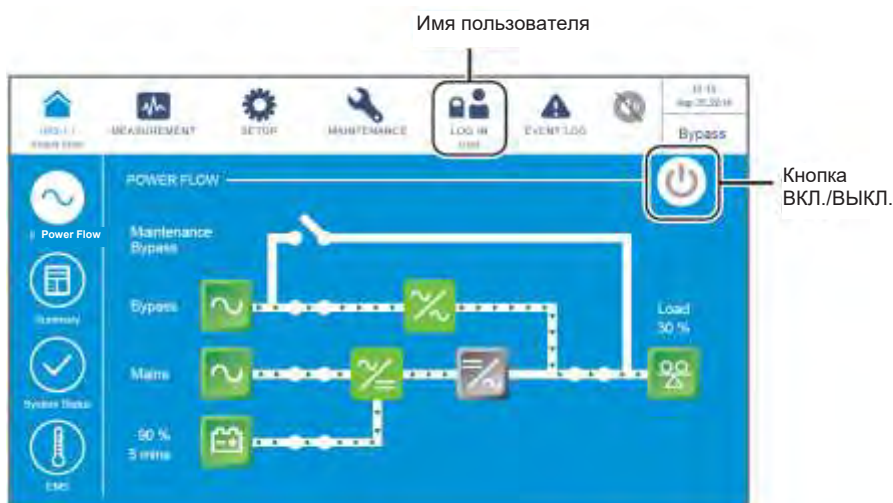 Имя пользователя
MEASUREMENT
SETUP
MAINTENANCE
LOG IN
EVENT LOG
Bypass
Кнопка
ВКЛ./ВЫКЛ.
POWER FLOW
Power Flow
Maintenance
Bypass
Bypass
Load
30 %
Summary
Mains
System Status
90 %
5 mins
EMS